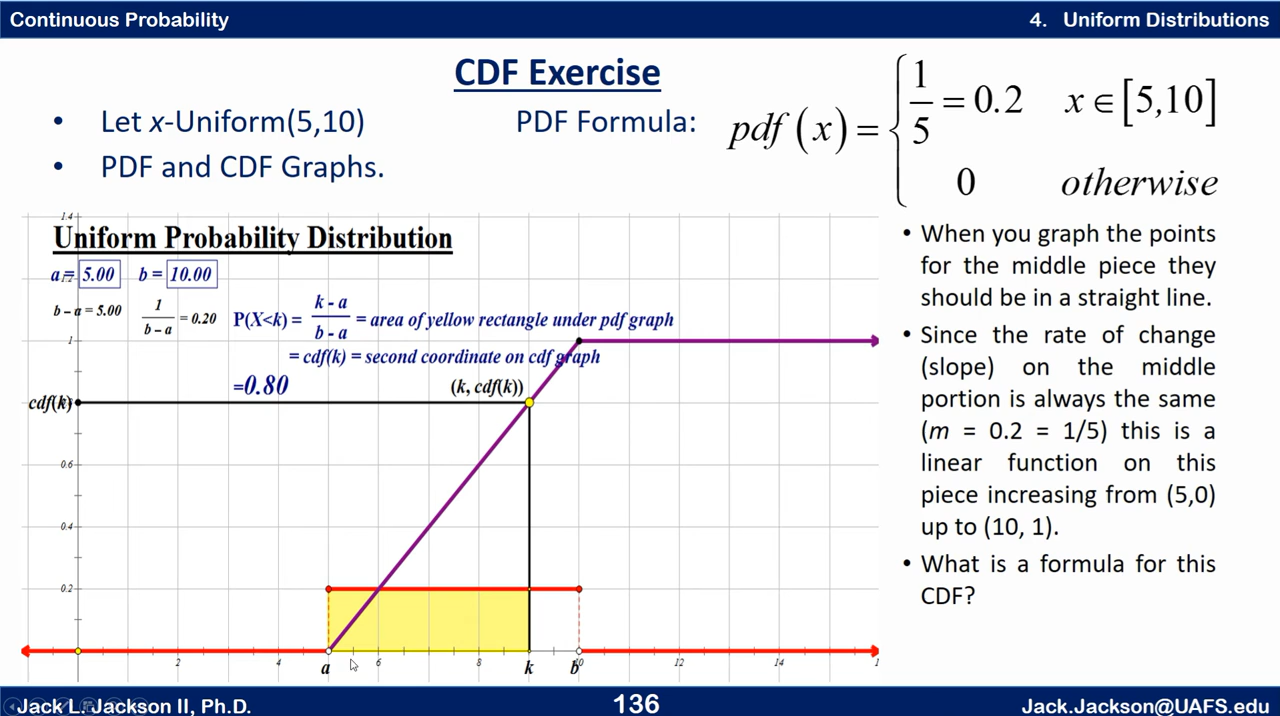 Continuous Probability
4. Uniform Distributions
CDF Exercise
• Let x-Uniform(5,10)
PDF Formula:
pdf(x) = { 1/5 = 0.2 x ∈ [5,10]
0 otherwise
• PDF and CDF Graphs.
Uniform Probability Distribution
a = 5.00 b = 10.00
b – a = 5.00 1/(b – a) = 0.20
P(X<k) = (k - a)/(b - a) = area of yellow rectangle under pdf graph
= cdf(k) = second coordinate on cdf graph
=0.80
(k, cdf(k))
cdf(k)
1.4
1
0.6
0.4
0.2
2 4 6 8 10 12 14
a k b
• When you graph the points
for the middle piece they
should be in a straight line.
• Since the rate of change
(slope) on the middle
portion is always the same
(m = 0.2 = 1/5) this is a
linear function on this
piece increasing from (5,0)
up to (10, 1).
• What is a formula for this
CDF?
Jack L. Jackson II, Ph.D.
136
Jack.Jackson@UAFS.edu